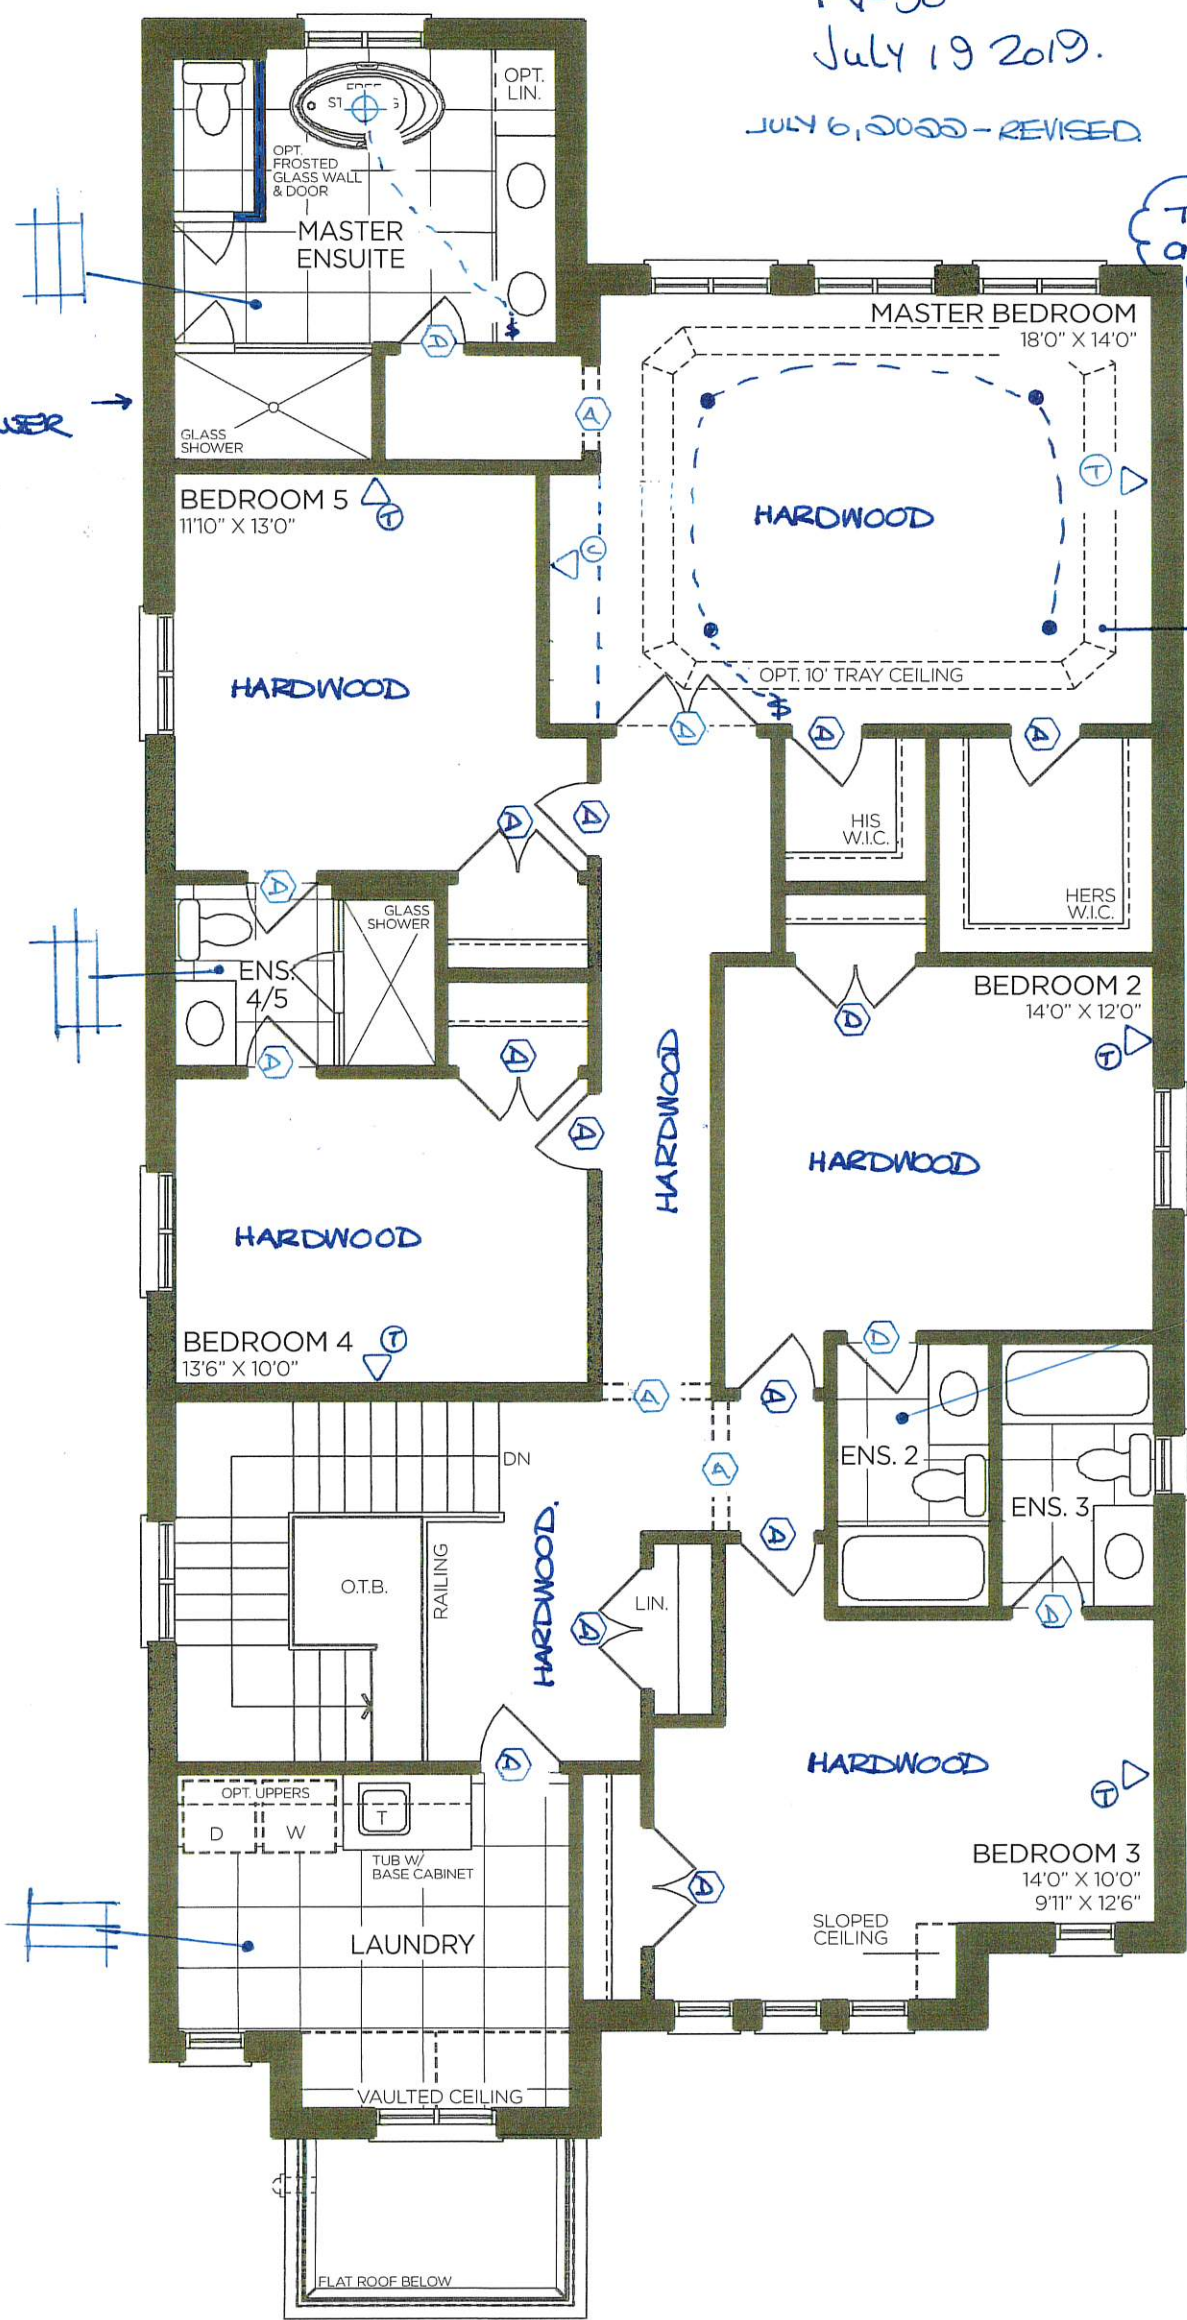 July 19 2019.
JULY 6, 2022 - REVISED.
OPT.
LIN.
OPT.
FROSTED
GLASS WALL
& DOOR
MASTER
ENSUITE
$
D
MASTER BEDROOM
18'0" X 14'0"
A
GLASS
SHOWER
T
BEDROOM 5
11'10" X 13'0"
T
HARDWOOD
HARDWOOD
OPT. 10' TRAY CEILING
$
D
D
D
D
D
HIS
W.I.C.
HERS
W.I.C.
D
GLASS
SHOWER
ENS.
4/5
BEDROOM 2
14'0" X 12'0"
T
D
D
D
HARDWOOD
D
HARDWOOD
HARDWOOD
BEDROOM 4
13'6" X 10'0"
T
D
A
D
DN
A
ENS. 2
ENS. 3
D
HARDWOOD.
RAILING
O.T.B.
LIN.
D
D
D
HARDWOOD
T
OPT. UPPERS
D
W
T
TUB W/
BASE CABINET
BEDROOM 3
14'0" X 10'0"
9'11" X 12'6"
D
SLOPED
CEILING
LAUNDRY
VAULTED CEILING
FLAT ROOF BELOW